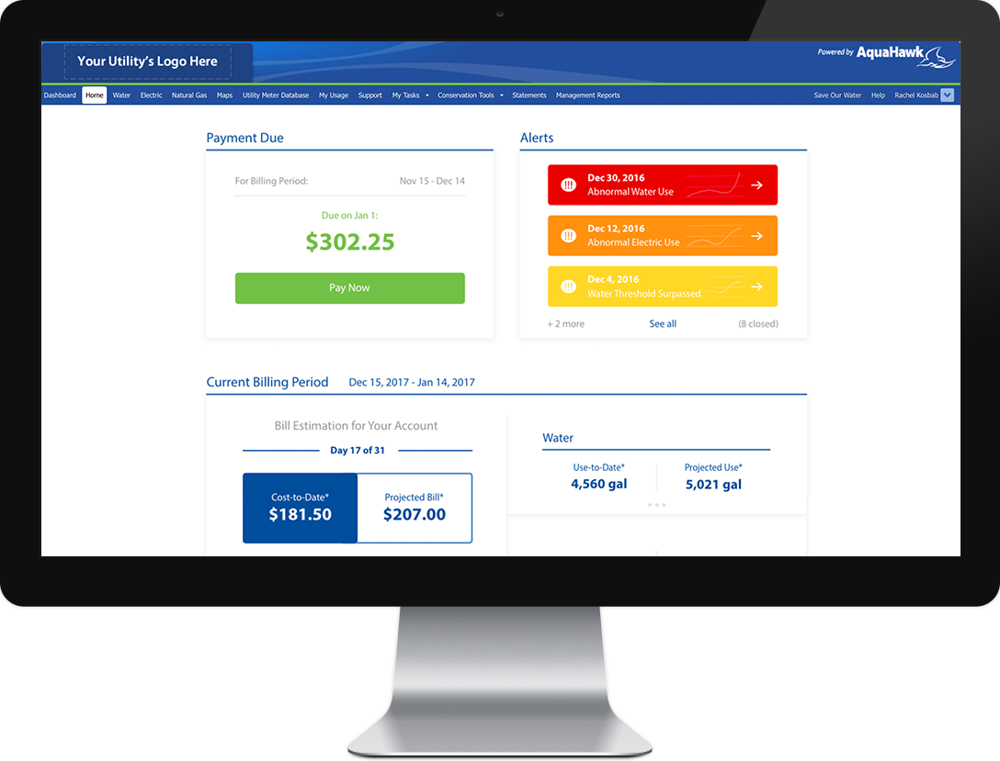 Your Utility's Logo Here
Powered by AquaHawk
Dashboard Home Water Electric Natural Gas Maps Utility Meter Database My Usage Support My Tasks Conservation Tools Statements Management Reports Save Our Water Help Rachel Kosbab
Payment Due
For Billing Period: Nov 15 - Dec 14
Due on Jan 1:
$302.25
Pay Now
Alerts
!!! Dec 30, 2016
Abnormal Water Use
!!! Dec 12, 2016
Abnormal Electric Use
!!! Dec 4, 2016
Water Threshold Surpassed
+ 2 more See all (8 closed)
Current Billing Period Dec 15, 2017 - Jan 14, 2017
Bill Estimation for Your Account
Day 17 of 31
Cost-to-Date* Projected Bill*
$181.50 $207.00
Water
Use-to-Date* Projected Use*
4,560 gal 5,021 gal